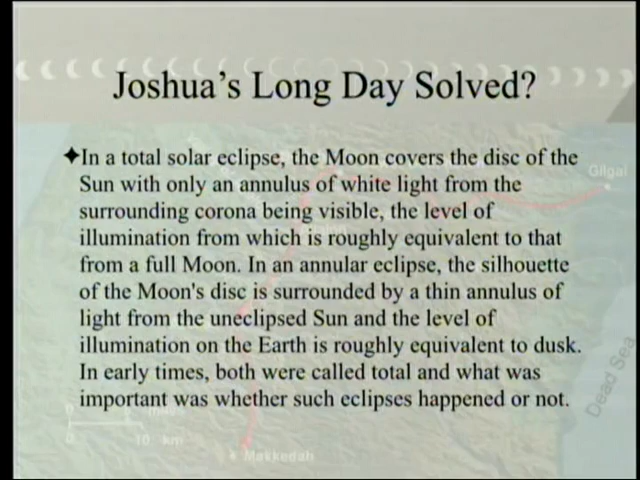 Joshua's Long Day Solved?
✦In a total solar eclipse, the Moon covers the disc of the
Sun with only an annulus of white light from the
surrounding corona being visible, the level of
illumination from which is roughly equivalent to that
from a full Moon. In an annular eclipse, the silhouette
of the Moon's disc is surrounded by a thin annulus of
light from the uneclipsed Sun and the level of
illumination on the Earth is roughly equivalent to dusk.
In early times, both were called total and what was
important was whether such eclipses happened or not.
Gilgal
Dead Sea
0 miles
0 10 km
Makkedah